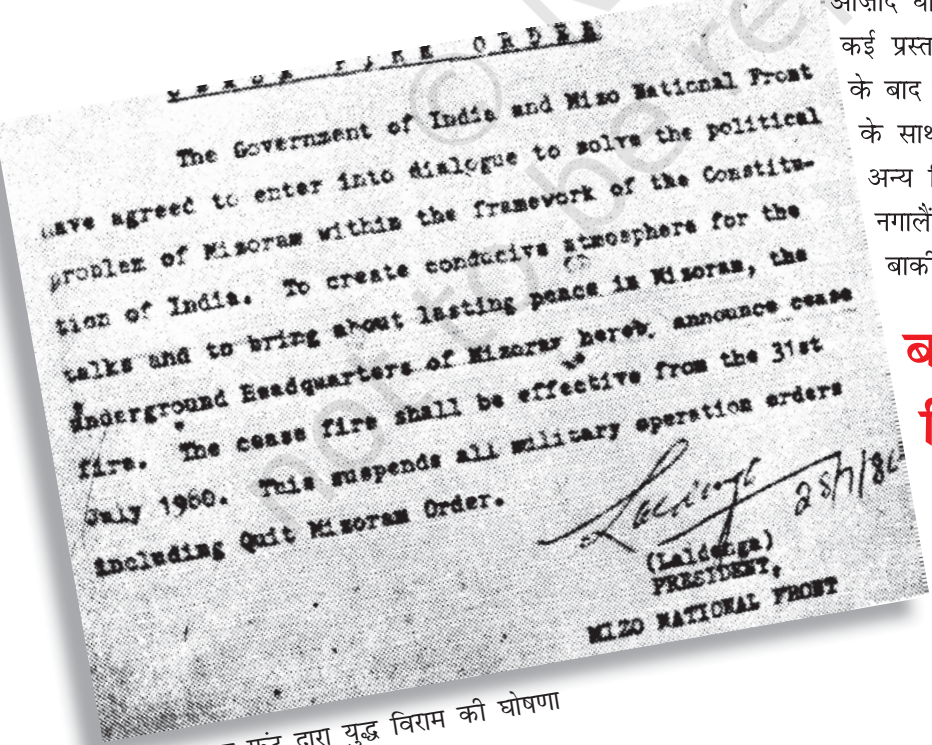 CEASE FIRE ORDER
The Government of India and Mizo National Front
have agreed to enter into dialogue to solve the political
problem of Mizoram within the framework of the Constitu-
tion of India. To create conducive atmosphere for the
talks and to bring about lasting peace in Mizoram, the
Underground Headquarters of Mizoram hereby announce cease
fire. The cease fire shall be effective from the 31st
July 1980. This suspends all military operation orders
including Quit Mizoram Order.
(Laldenga)
PRESIDENT,
MIZO NATIONAL FRONT
द्वारा युद्ध विराम की घोषणा
कई
के बाद
के साथ
अन्य
बाकी
© 
not to be